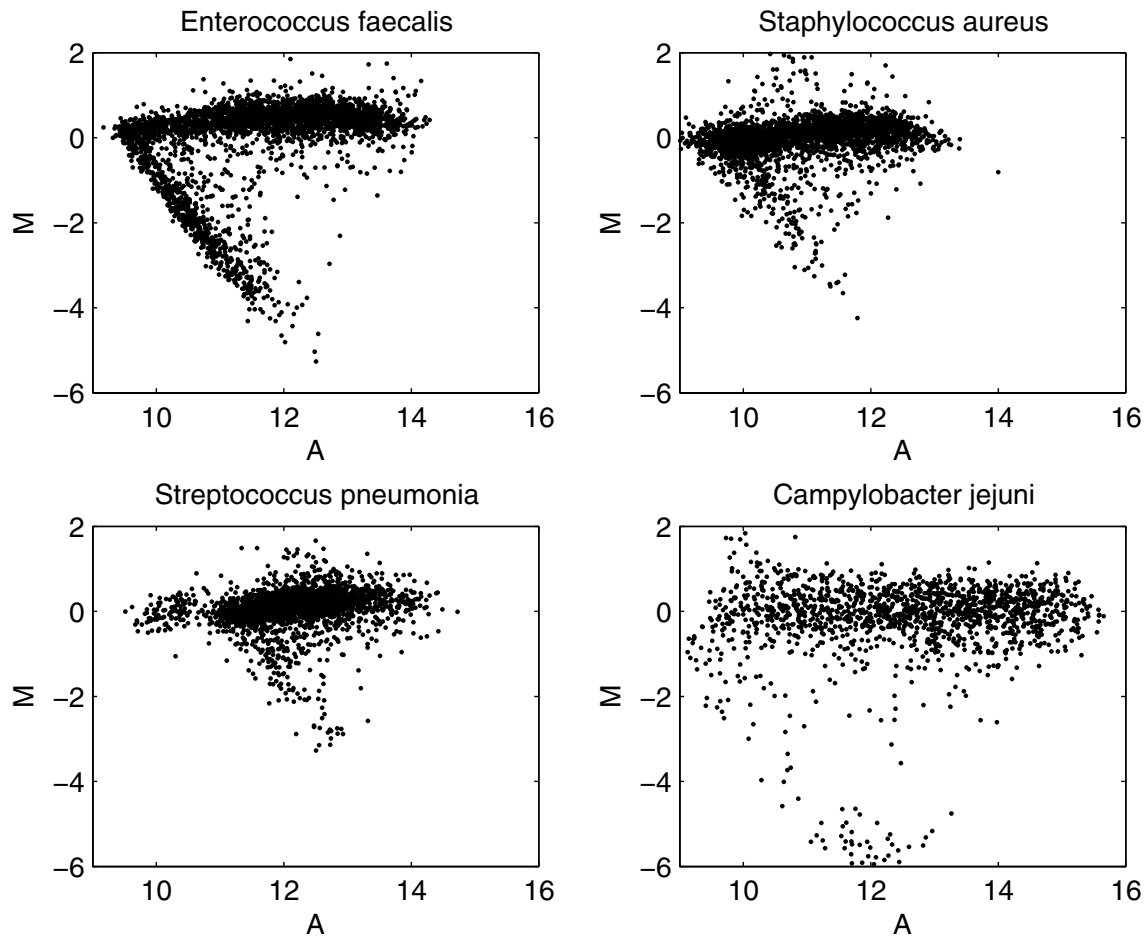 Enterococcus faecalis
2
0
−2
−4
−6
M
10 12 14 16
A
Staphylococcus aureus
2
0
−2
−4
−6
M
10 12 14 16
A
Streptococcus pneumonia
2
0
−2
−4
−6
M
10 12 14 16
A
Campylobacter jejuni
2
0
−2
−4
−6
M
10 12 14 16
A